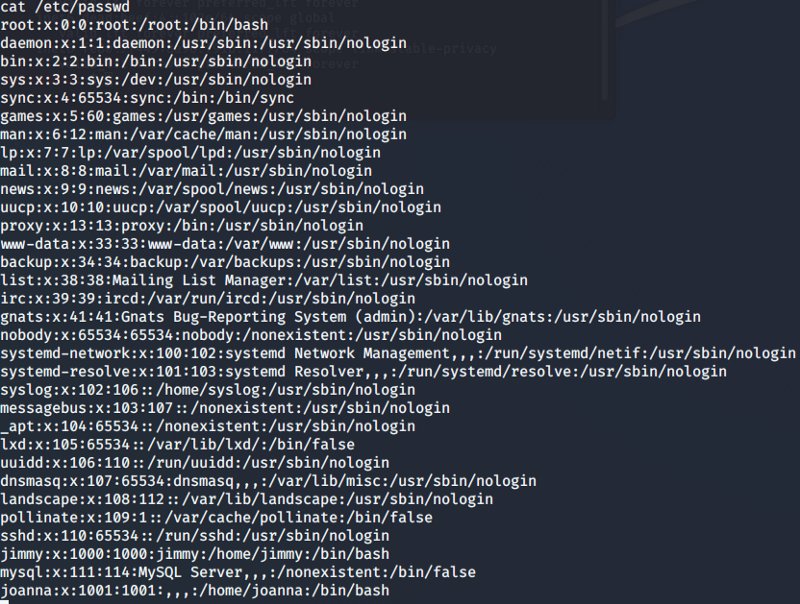 forever preferred_lft forever
global
lft forever
able-privacy
forever
cat /etc/passwd
root:x:0:0:root:/root:/bin/bash
daemon:x:1:1:daemon:/usr/sbin:/usr/sbin/nologin
bin:x:2:2:bin:/bin:/usr/sbin/nologin
sys:x:3:3:sys:/dev:/usr/sbin/nologin
sync:x:4:65534:sync:/bin:/bin/sync
games:x:5:60:games:/usr/games:/usr/sbin/nologin
man:x:6:12:man:/var/cache/man:/usr/sbin/nologin
lp:x:7:7:lp:/var/spool/lpd:/usr/sbin/nologin
mail:x:8:8:mail:/var/mail:/usr/sbin/nologin
news:x:9:9:news:/var/spool/news:/usr/sbin/nologin
uucp:x:10:10:uucp:/var/spool/uucp:/usr/sbin/nologin
proxy:x:13:13:proxy:/bin:/usr/sbin/nologin
www-data:x:33:33:www-data:/var/www:/usr/sbin/nologin
backup:x:34:34:backup:/var/backups:/usr/sbin/nologin
list:x:38:38:Mailing List Manager:/var/list:/usr/sbin/nologin
irc:x:39:39:ircd:/var/run/ircd:/usr/sbin/nologin
gnats:x:41:41:Gnats Bug-Reporting System (admin):/var/lib/gnats:/usr/sbin/nologin
nobody:x:65534:65534:nobody:/nonexistent:/usr/sbin/nologin
systemd-network:x:100:102:systemd Network Management,,,:/run/systemd/netif:/usr/sbin/nologin
systemd-resolve:x:101:103:systemd Resolver,,,:/run/systemd/resolve:/usr/sbin/nologin
syslog:x:102:106::/home/syslog:/usr/sbin/nologin
messagebus:x:103:107::/nonexistent:/usr/sbin/nologin
_apt:x:104:65534::/nonexistent:/usr/sbin/nologin
lxd:x:105:65534::/var/lib/lxd/:/bin/false
uuidd:x:106:110::/run/uuidd:/usr/sbin/nologin
dnsmasq:x:107:65534:dnsmasq,,,:/var/lib/misc:/usr/sbin/nologin
landscape:x:108:112::/var/lib/landscape:/usr/sbin/nologin
pollinate:x:109:1::/var/cache/pollinate:/bin/false
sshd:x:110:65534::/run/sshd:/usr/sbin/nologin
jimmy:x:1000:1000:jimmy:/home/jimmy:/bin/bash
mysql:x:111:114:MySQL Server,,,:/nonexistent:/bin/false
joanna:x:1001:1001:,,,:/home/joanna:/bin/bash